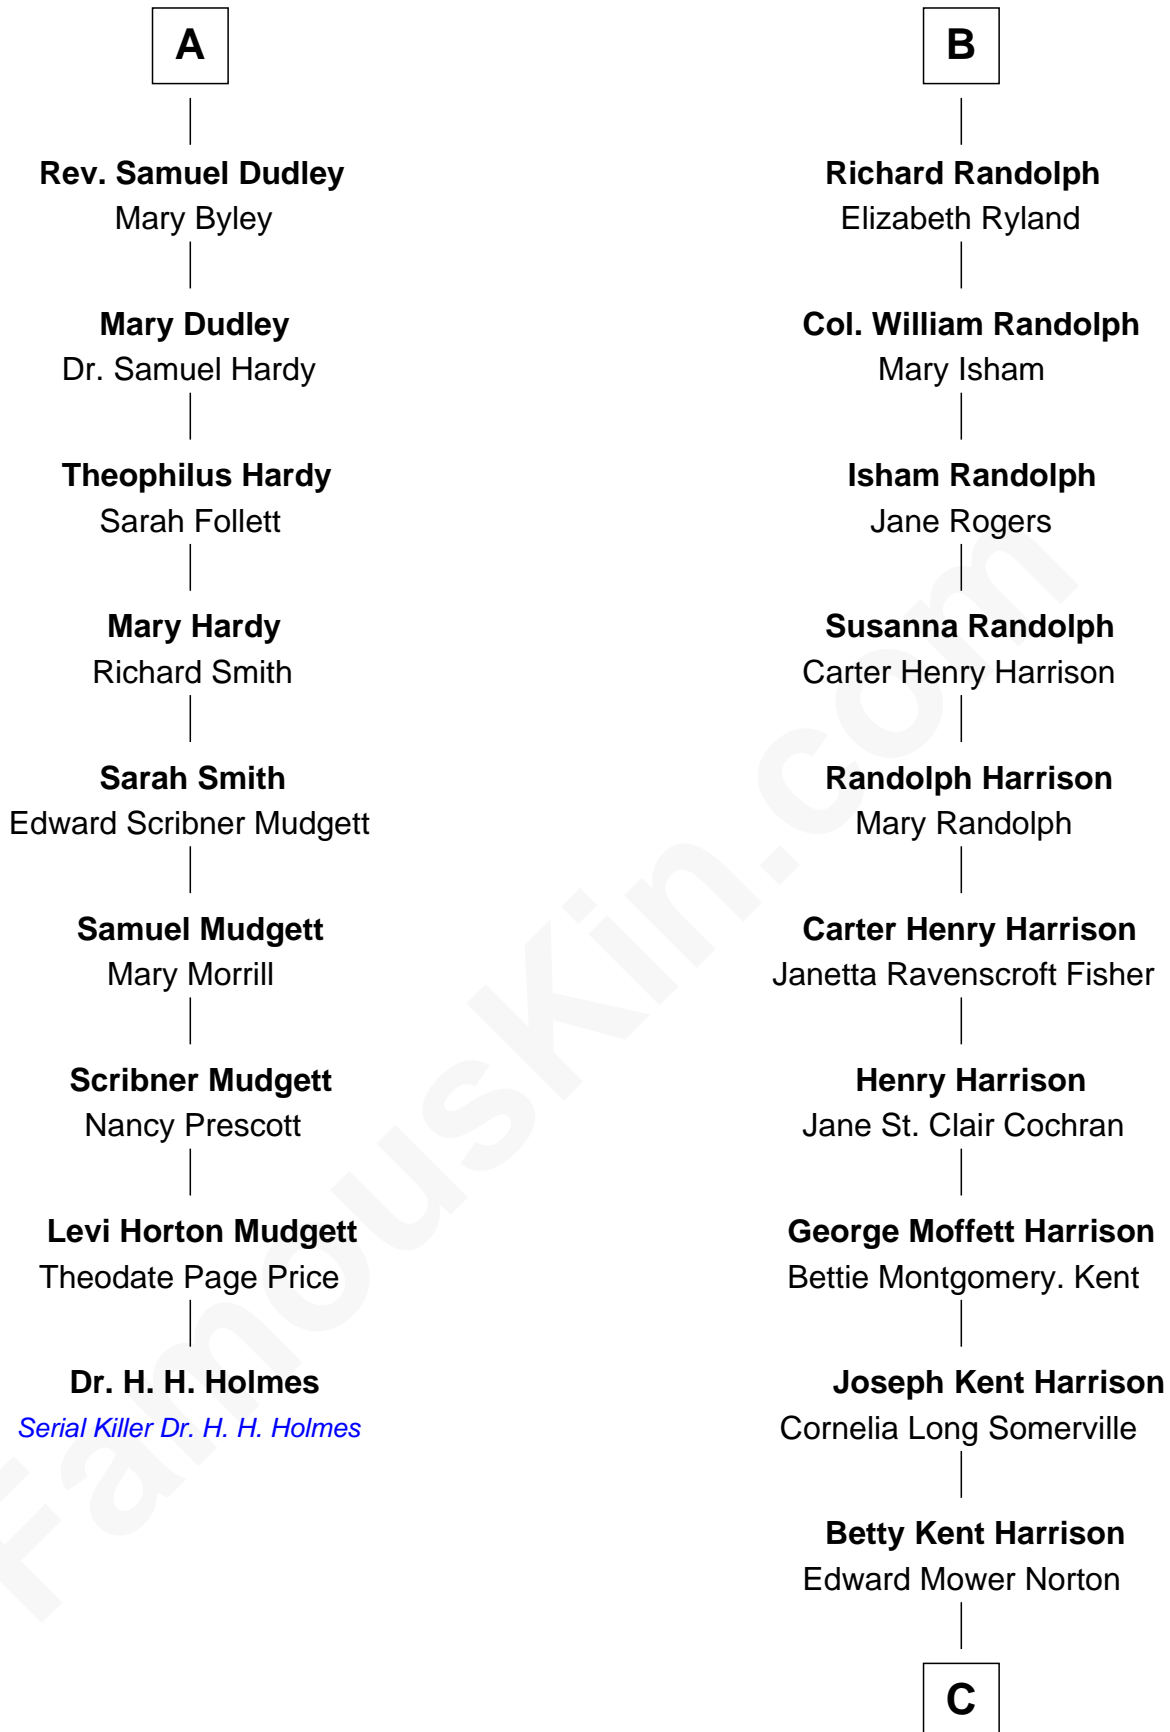 A
Rev. Samuel Dudley
Mary Byley
Mary Dudley
Dr. Samuel Hardy
Theophilus Hardy
Sarah Follett
Mary Hardy
Richard Smith
Sarah Smith
Edward Scribner Mudgett
Samuel Mudgett
Mary Morrill
Scribner Mudgett
Nancy Prescott
Levi Horton Mudgett
Theodate Page Price
Dr. H. H. Holmes
Serial Killer Dr. H. H. Holmes
B
Richard Randolph
Elizabeth Ryland
Col. William Randolph
Mary Isham
Isham Randolph
Jane Rogers
Susanna Randolph
Carter Henry Harrison
Randolph Harrison
Mary Randolph
Carter Henry Harrison
Janetta Ravenscroft Fisher
Henry Harrison
Jane St. Clair Cochran
George Moffett Harrison
Bettie Montgomery. Kent
Joseph Kent Harrison
Cornelia Long Somerville
Betty Kent Harrison
Edward Mower Norton
C
FamousKin.com